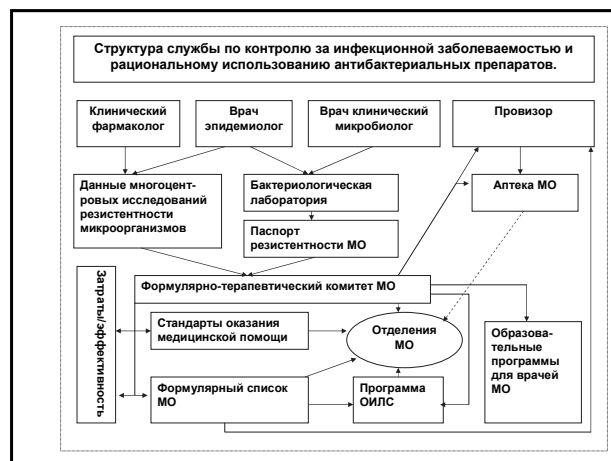 Структура службы по контролю за инфекционной заболеваемостью и
рациональному использованию антибактериальных препаратов.
Клинический
фармаколог
Врач
эпидемиолог
Врач клинический
микробиолог
Провизор
Данные многоцент-
ровых исследований
резистентности
микроорганизмов
Бактериологическая
лаборатория
Аптека МО
Паспорт
резистентности МО
Формулярно-терапевтический комитет МО
Затраты/эффективность
Стандарты оказания
медицинской помощи
Отделения
МО
Образова-
тельные
программы
для врачей
МО
Формулярный список
МО
Программа
ОИЛС